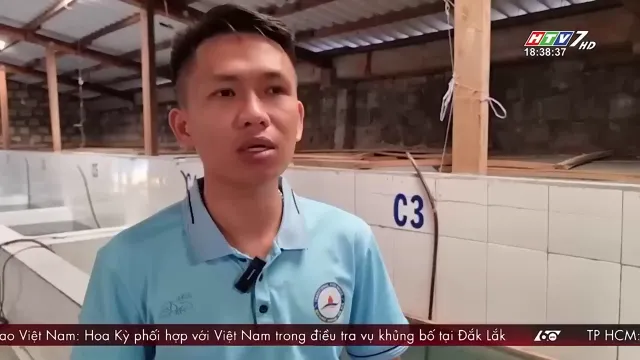 HTV7 HD
18:38:37
C3
ao Việt Nam: Hoa Kỳ phối hợp với Việt Nam trong điều tra vụ khủng bố tại Đắk Lắk 60 TP HCM: